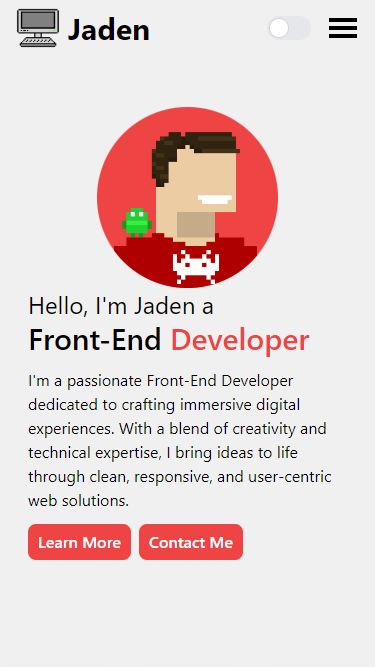 Jaden
Hello, I'm Jaden a
Front-End Developer
I'm a passionate Front-End Developer
dedicated to crafting immersive digital
experiences. With a blend of creativity and
technical expertise, I bring ideas to life
through clean, responsive, and user-centric
web solutions.
Learn More Contact Me